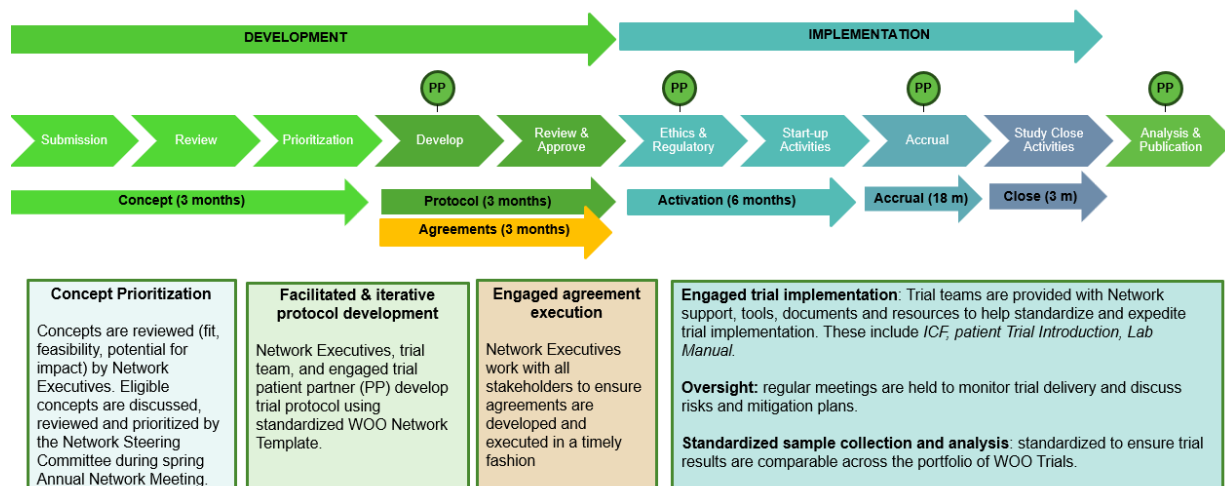 DEVELOPMENT
IMPLEMENTATION
PP
PP
PP
PP
Submission
Review
Prioritization
Develop
Review &
Approve
Ethics &
Regulatory
Start-up
Activities
Accrual
Study Close
Activities
Analysis &
Publication
Concept (3 months)
Protocol (3 months)
Activation (6 months)
Accrual (18 m)
Close (3 m)
Agreements (3 months)
Concept Prioritization
Concepts are reviewed (fit,
feasibility, potential for
impact) by Network
Executives. Eligible
concepts are discussed,
reviewed and prioritized by
the Network Steering
Committee during spring
Annual Network Meeting.
Facilitated & iterative
protocol development
Network Executives, trial
team, and engaged trial
patient partner (PP) develop
trial protocol using
standardized WOO Network
Template.
Engaged agreement
execution
Network Executives
work with all
stakeholders to ensure
agreements are
developed and
executed in a timely
fashion
Engaged trial implementation: Trial teams are provided with Network
support, tools, documents and resources to help standardize and expedite
trial implementation. These include ICF, patient Trial Introduction, Lab
Manual.
Oversight: regular meetings are held to monitor trial delivery and discuss
risks and mitigation plans.
Standardized sample collection and analysis: standardized to ensure trial
results are comparable across the portfolio of WOO Trials.